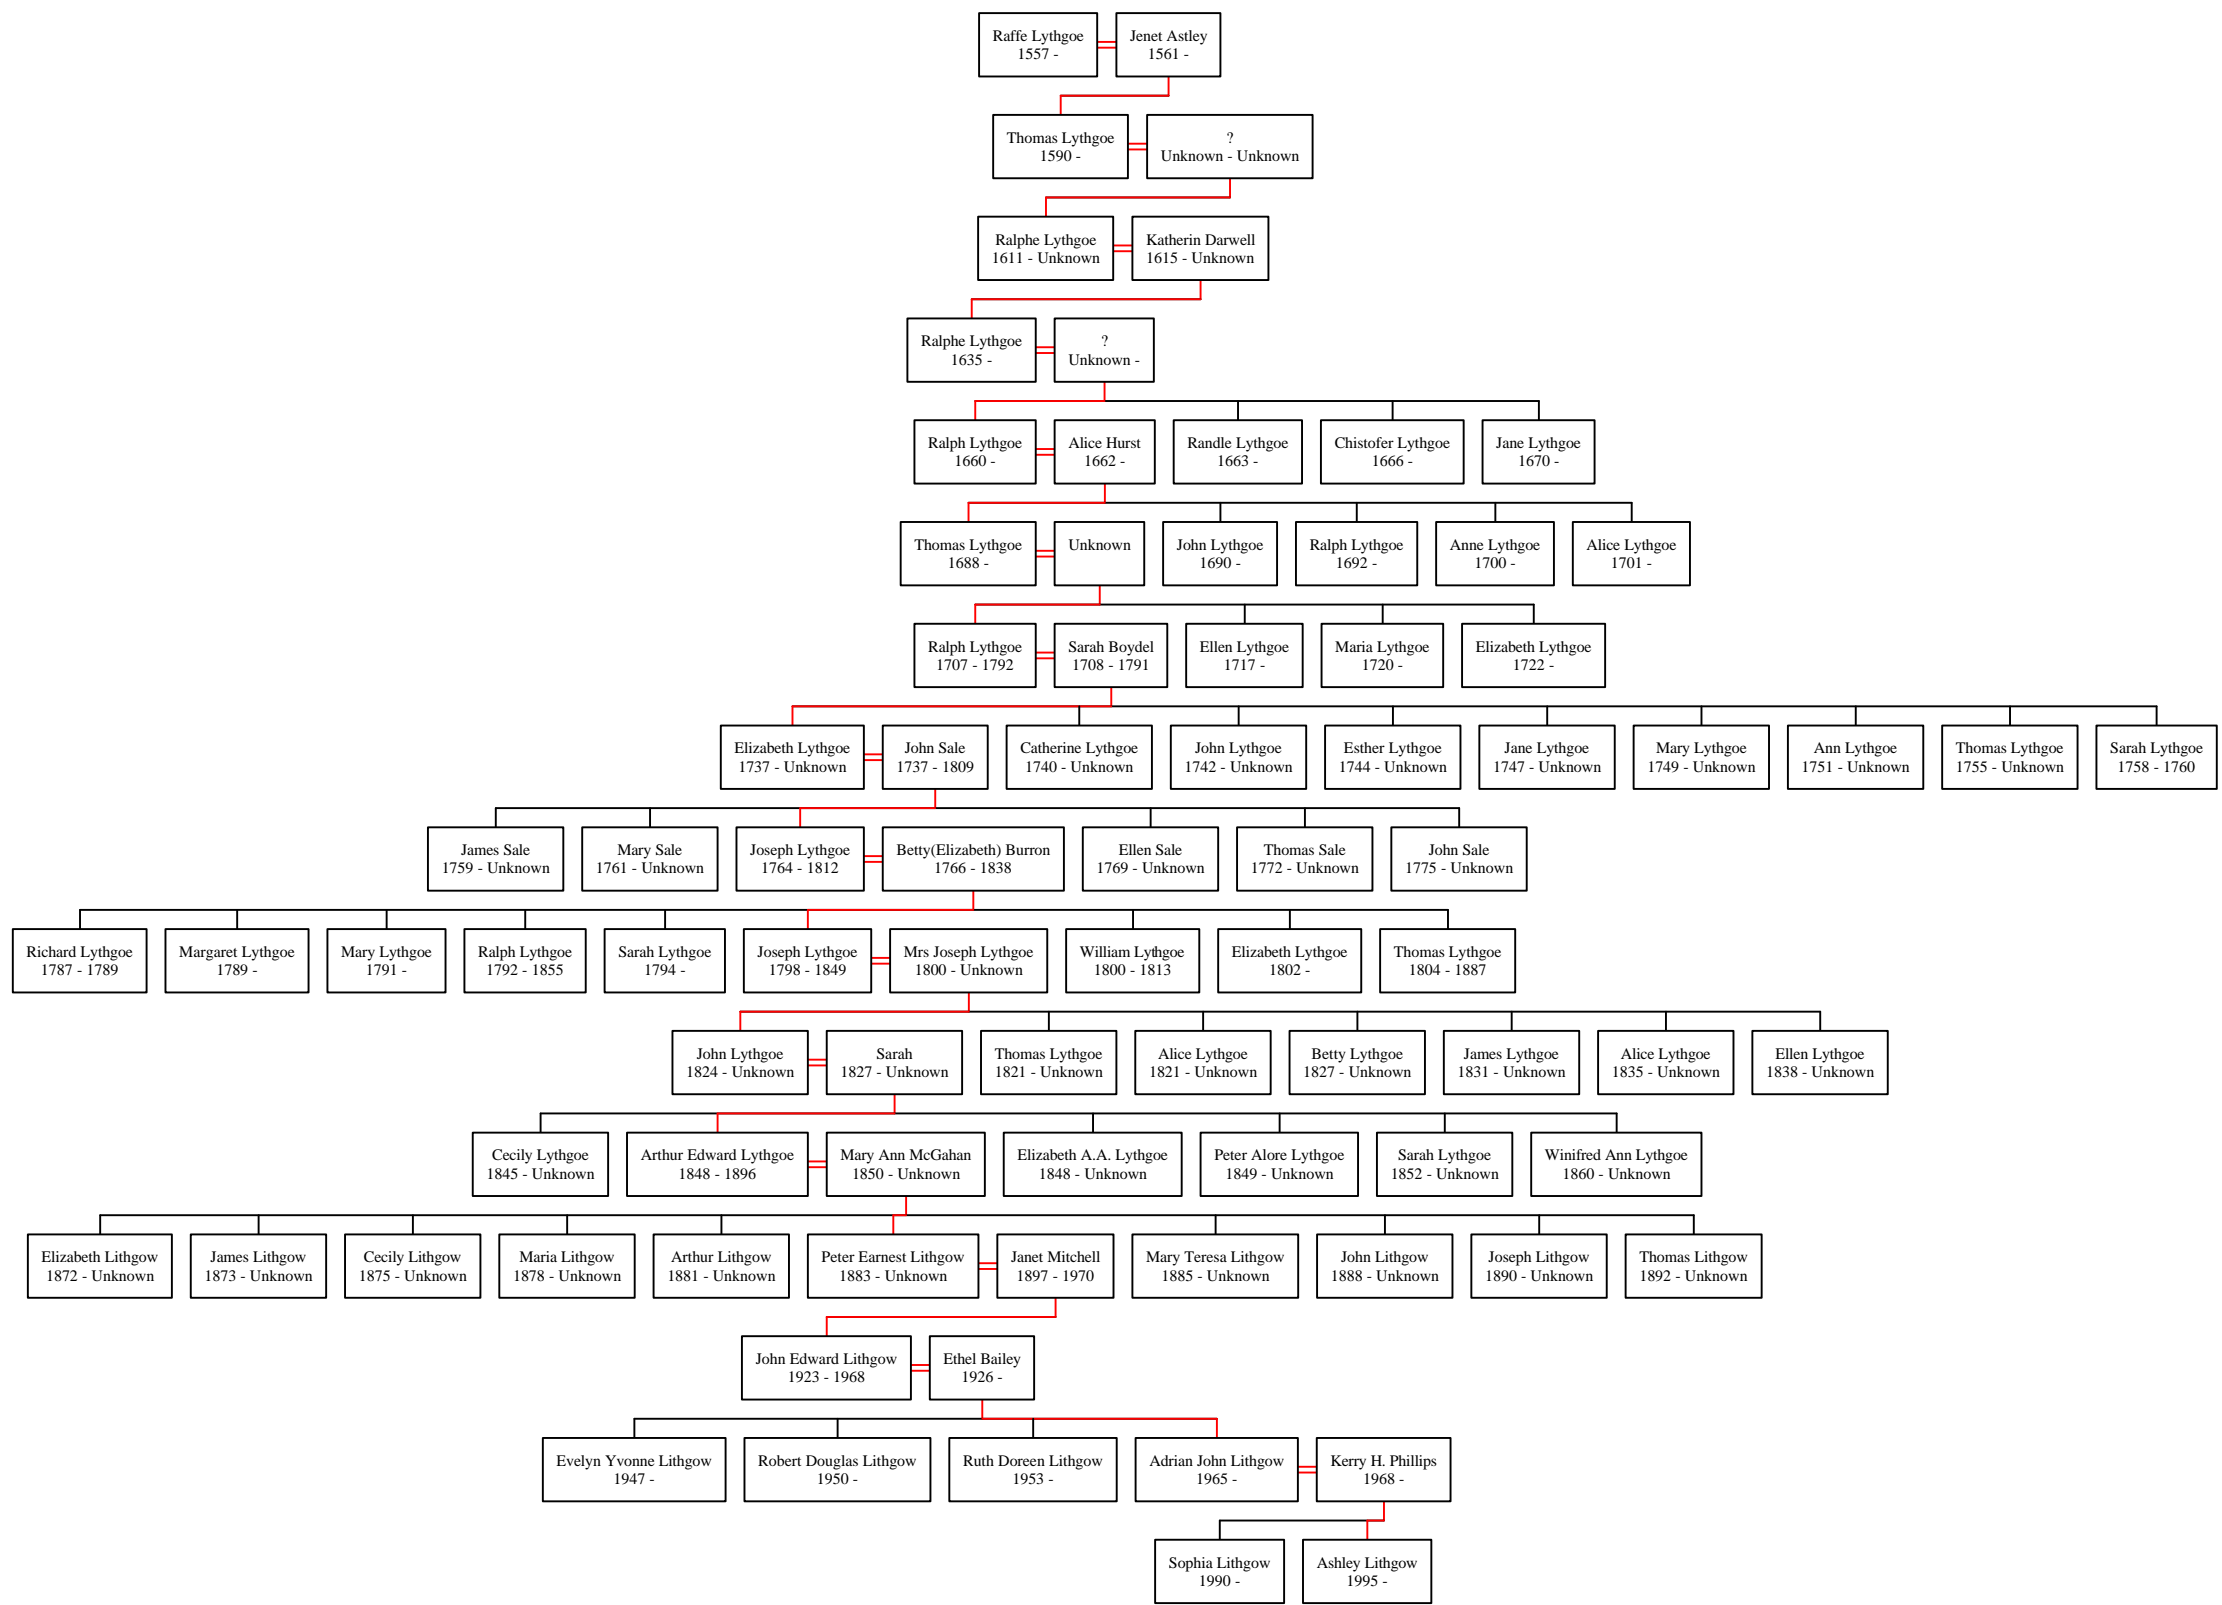 Raffe Lythgoe
1557 -
Jenet Astley
1561 -
Thomas Lythgoe
1590 -
?
Unknown - Unknown
Ralphe Lythgoe
1611 - Unknown
Katherin Darwell
1615 - Unknown
Ralphe Lythgoe
1635 -
?
Unknown -
Ralph Lythgoe
1660 -
Alice Hurst
1662 -
Randle Lythgoe
1663 -
Chistofer Lythgoe
1666 -
Jane Lythgoe
1670 -
Thomas Lythgoe
1688 -
Unknown
John Lythgoe
1690 -
Ralph Lythgoe
1692 -
Anne Lythgoe
1700 -
Alice Lythgoe
1701 -
Ralph Lythgoe
1707 - 1792
Sarah Boydel
1708 - 1791
Ellen Lythgoe
1717 -
Maria Lythgoe
1720 -
Elizabeth Lythgoe
1722 -
Elizabeth Lythgoe
1737 - Unknown
John Sale
1737 - 1809
Catherine Lythgoe
1740 - Unknown
John Lythgoe
1742 - Unknown
Esther Lythgoe
1744 - Unknown
Jane Lythgoe
1747 - Unknown
Mary Lythgoe
1749 - Unknown
Ann Lythgoe
1751 - Unknown
Thomas Lythgoe
1755 - Unknown
Sarah Lythgoe
1758 - 1760
James Sale
1759 - Unknown
Mary Sale
1761 - Unknown
Joseph Lythgoe
1764 - 1812
Betty(Elizabeth) Burron
1766 - 1838
Ellen Sale
1769 - Unknown
Thomas Sale
1772 - Unknown
John Sale
1775 - Unknown
Richard Lythgoe
1787 - 1789
Margaret Lythgoe
1789 -
Mary Lythgoe
1791 -
Ralph Lythgoe
1792 - 1855
Sarah Lythgoe
1794 -
Joseph Lythgoe
1798 - 1849
Mrs Joseph Lythgoe
1800 - Unknown
William Lythgoe
1800 - 1813
Elizabeth Lythgoe
1802 -
Thomas Lythgoe
1804 - 1887
John Lythgoe
1824 - Unknown
Sarah
1827 - Unknown
Thomas Lythgoe
1821 - Unknown
Alice Lythgoe
1821 - Unknown
Betty Lythgoe
1827 - Unknown
James Lythgoe
1831 - Unknown
Alice Lythgoe
1835 - Unknown
Ellen Lythgoe
1838 - Unknown
Cecily Lythgoe
1845 - Unknown
Arthur Edward Lythgoe
1848 - 1896
Mary Ann McGahan
1850 - Unknown
Elizabeth A.A. Lythgoe
1848 - Unknown
Peter Alore Lythgoe
1849 - Unknown
Sarah Lythgoe
1852 - Unknown
Winifred Ann Lythgoe
1860 - Unknown
Elizabeth Lithgow
1872 - Unknown
James Lithgow
1873 - Unknown
Cecily Lithgow
1875 - Unknown
Maria Lithgow
1878 - Unknown
Arthur Lithgow
1881 - Unknown
Peter Earnest Lithgow
1883 - Unknown
Janet Mitchell
1897 - 1970
Mary Teresa Lithgow
1885 - Unknown
John Lithgow
1888 - Unknown
Joseph Lithgow
1890 - Unknown
Thomas Lithgow
1892 - Unknown
John Edward Lithgow
1923 - 1968
Ethel Bailey
1926 -
Evelyn Yvonne Lithgow
1947 -
Robert Douglas Lithgow
1950 -
Ruth Doreen Lithgow
1953 -
Adrian John Lithgow
1965 -
Kerry H. Phillips
1968 -
Sophia Lithgow
1990 -
Ashley Lithgow
1995 -